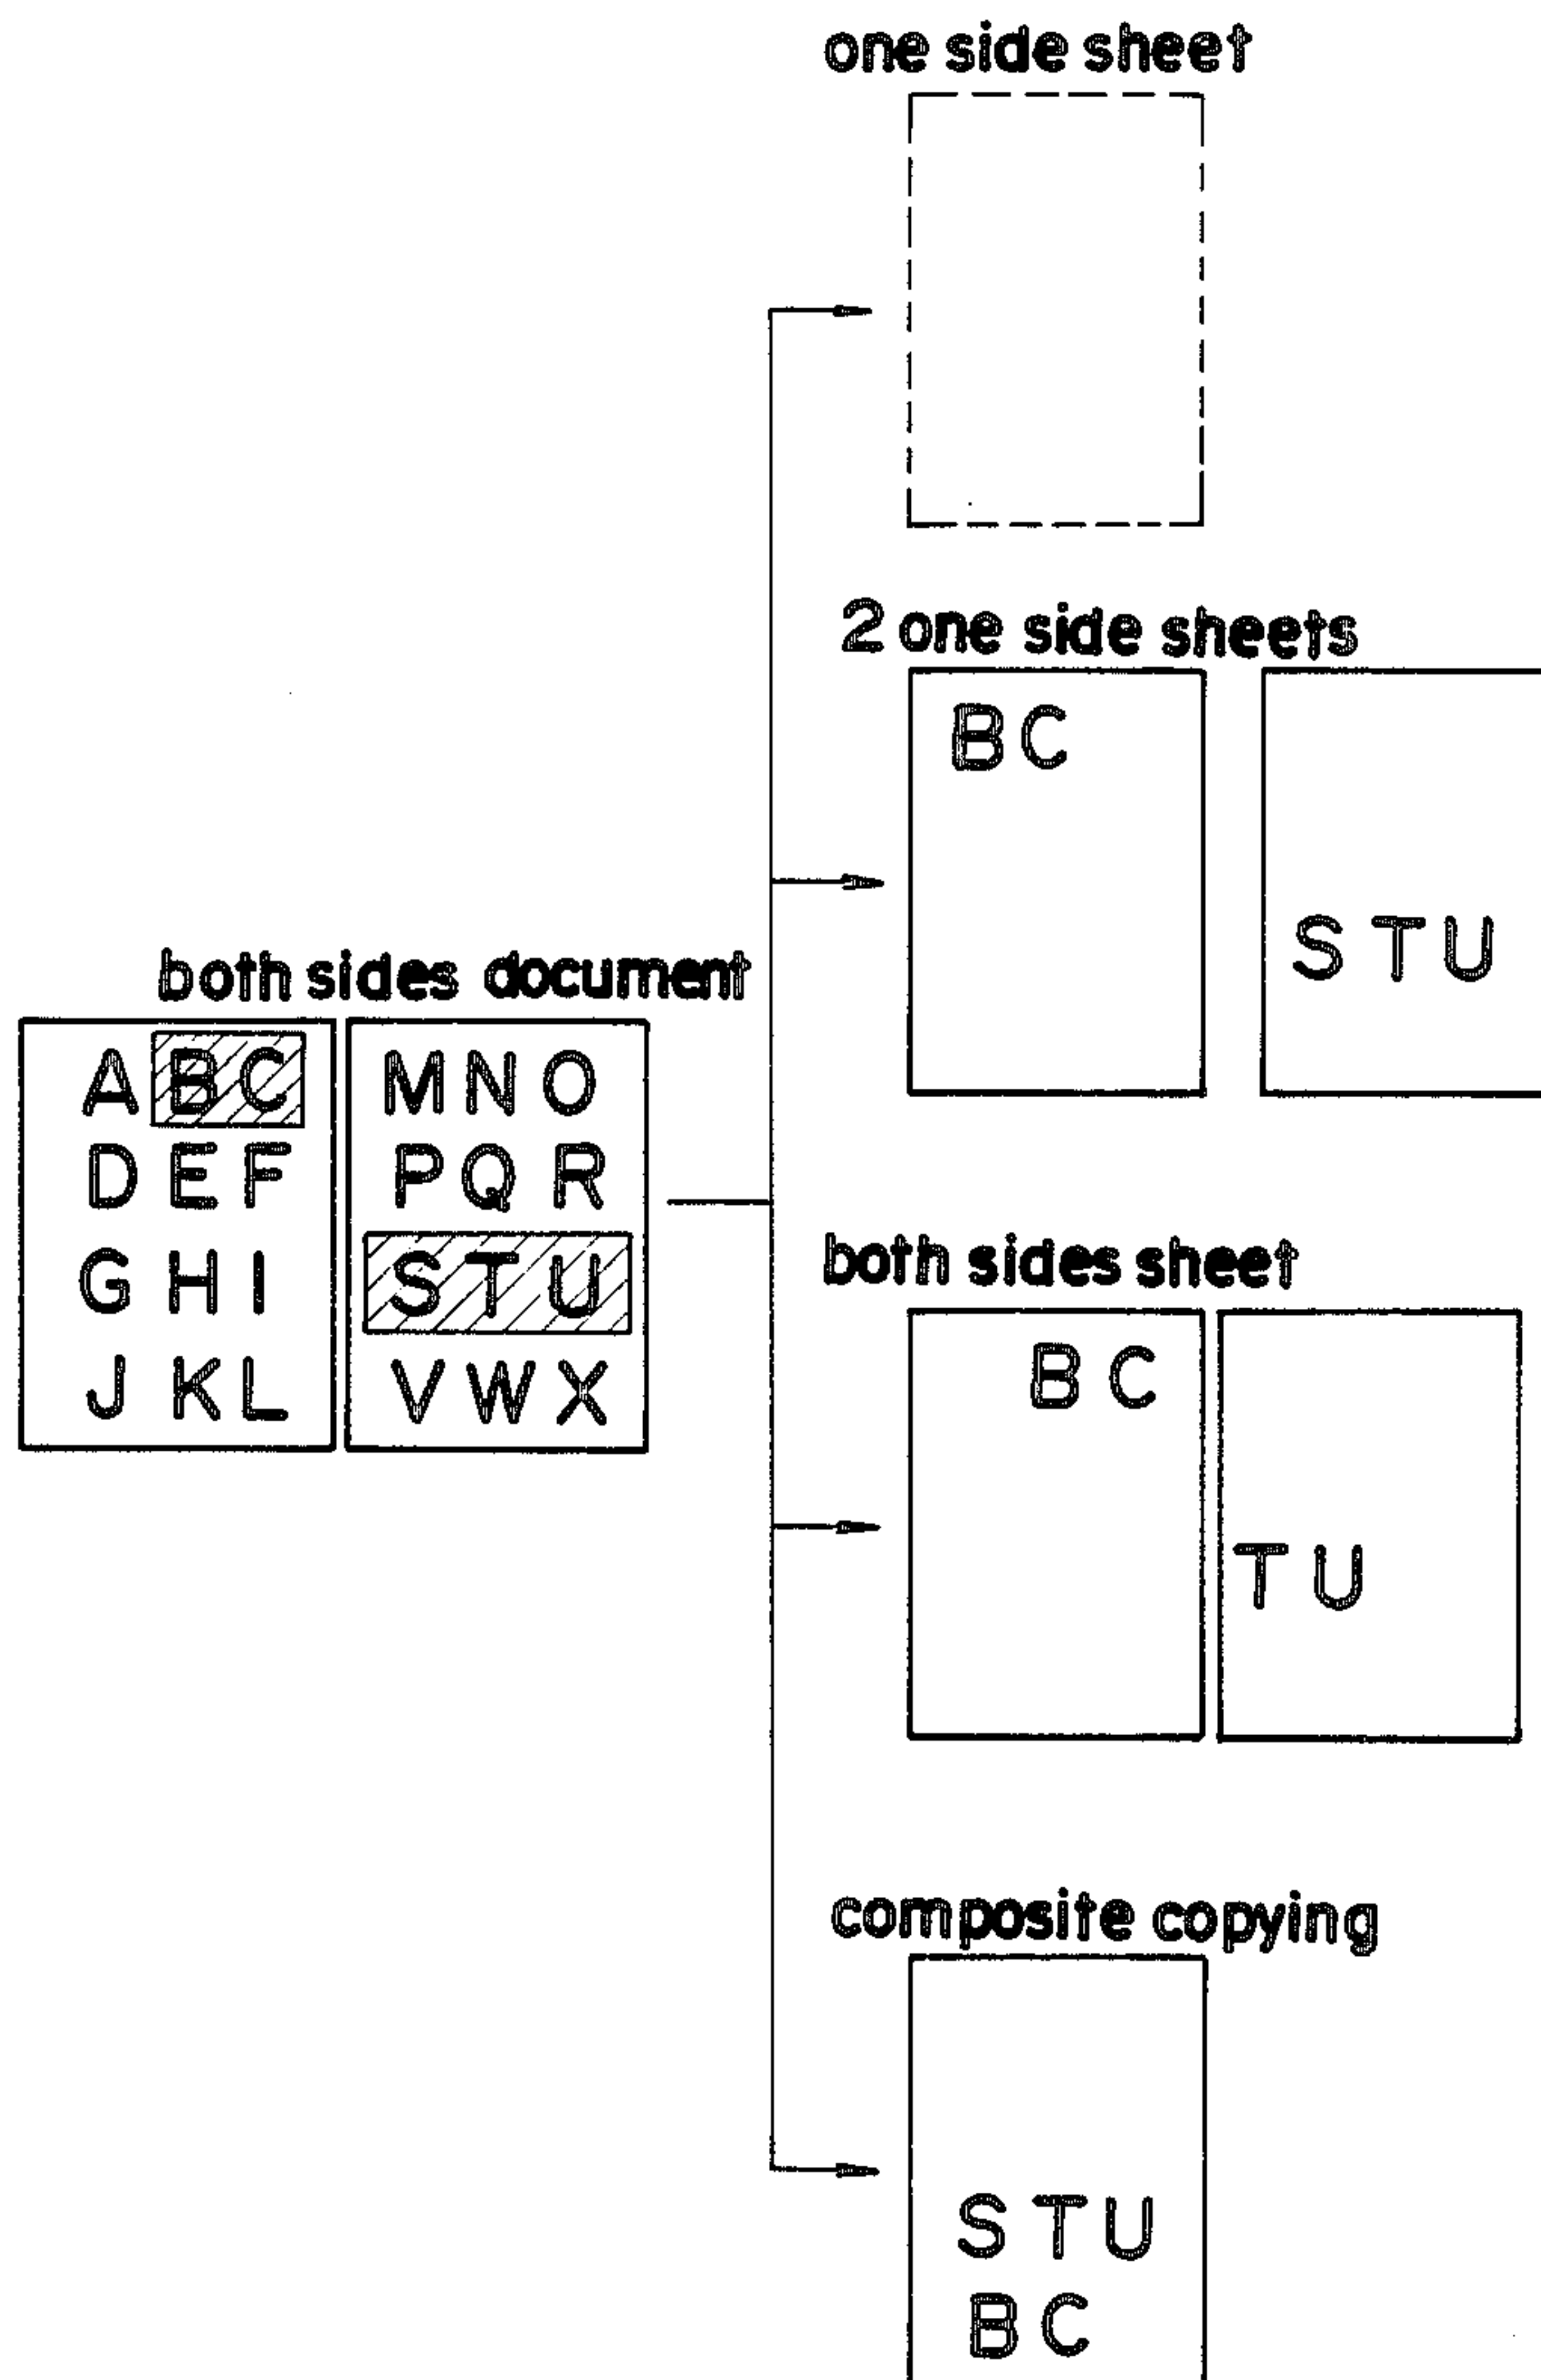 one side sheet
2 one side sheets
BC
STU
both sides document
ABC
DEF
GHI
JKL
MNO
PQR
STU
VWX
both sides sheet
BC
TU
composite copying
STU
BC